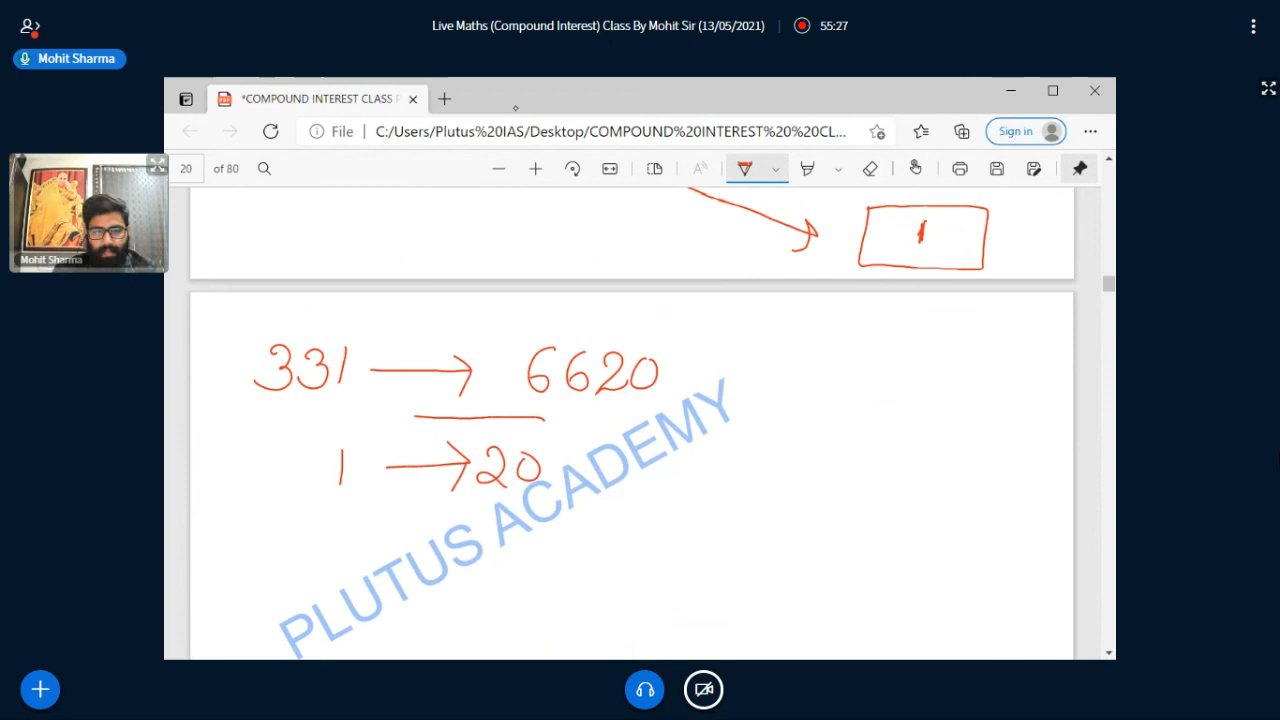 Live Maths (Compound Interest) Class By Mohit Sir (13/05/2021)
55:27
Mohit Sharma
*COMPOUND INTEREST CLASS P
File
C:/Users/Plutus%20IAS/Desktop/COMPOUND%20INTEREST%20%20CL...
Sign in
20 of 80
Mohit Sharma
1
331 → 6620
1 → 20
PLUTUS ACADEMY